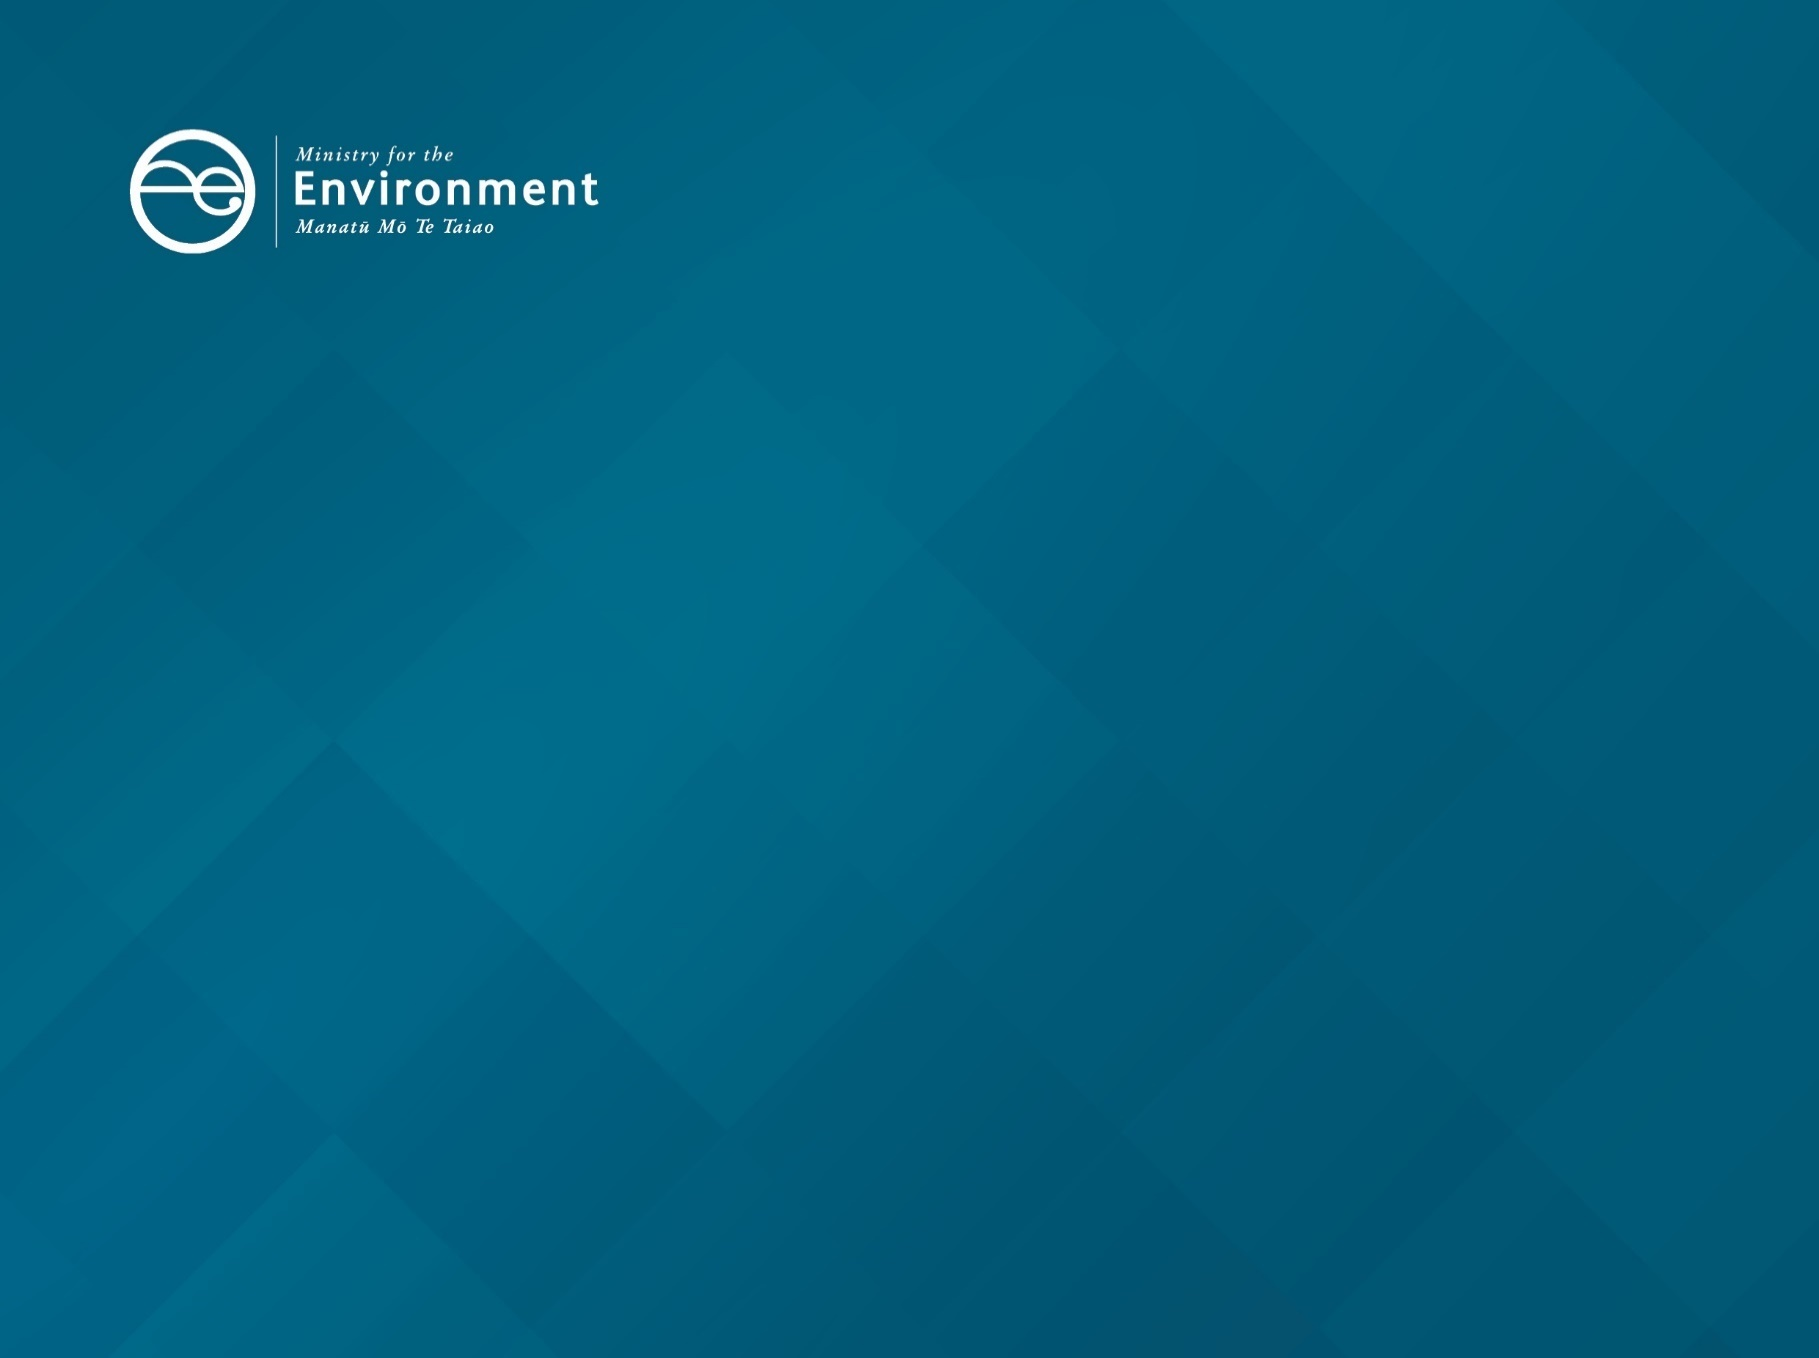 Ministry for the
Environment
Manatū Mō Te Taiao